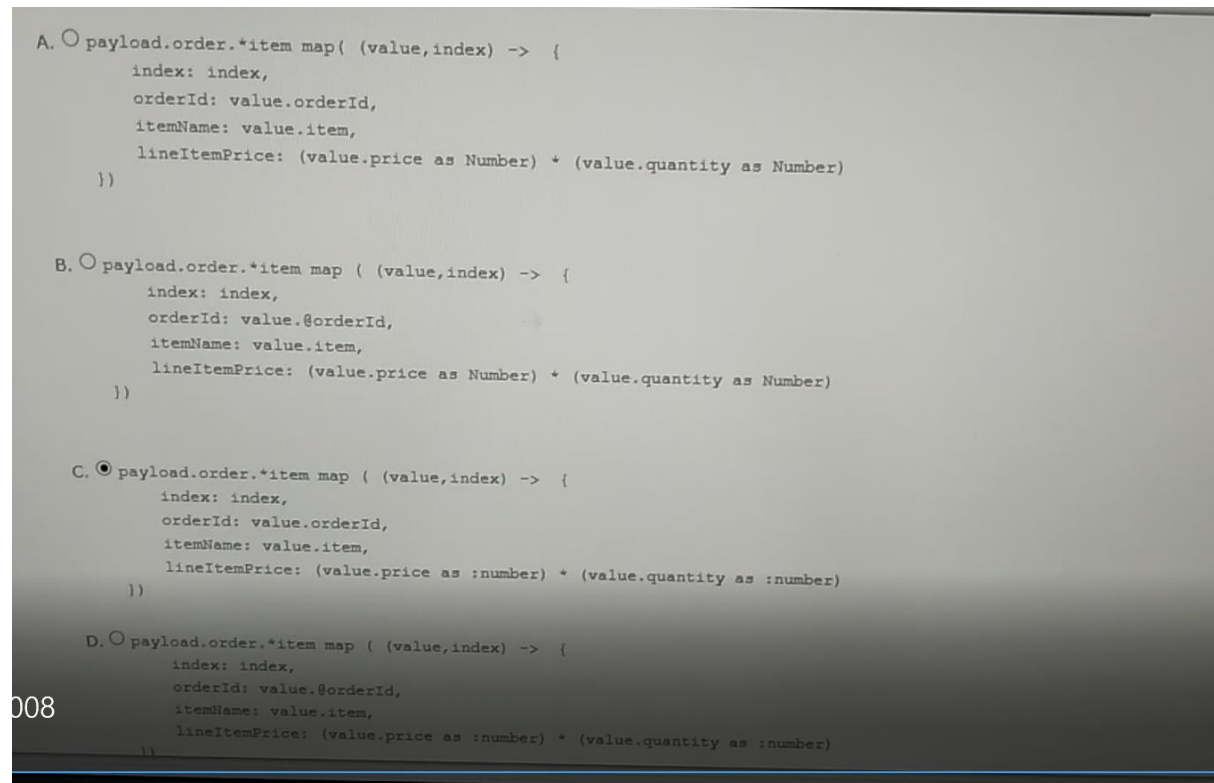 A. payload.order.*item map( (value,index) -> {
index: index,
orderId: value.orderId,
itemName: value.item,
lineItemPrice: (value.price as Number) * (value.quantity as Number)
})
B. payload.order.*item map ( (value,index) -> {
index: index,
orderId: value.@orderId,
itemName: value.item,
lineItemPrice: (value.price as Number) * (value.quantity as Number)
})
C. payload.order.*item map ( (value,index) -> {
index: index,
orderId: value.orderId,
itemName: value.item,
lineItemPrice: (value.price as :number) * (value.quantity as :number)
})
D. payload.order.*item map ( (value,index) -> {
index: index,
orderId: value.@orderId,
008
itemName: value.item,
lineItemPrice: (value.price as :number) * (value.quantity as :number)
})